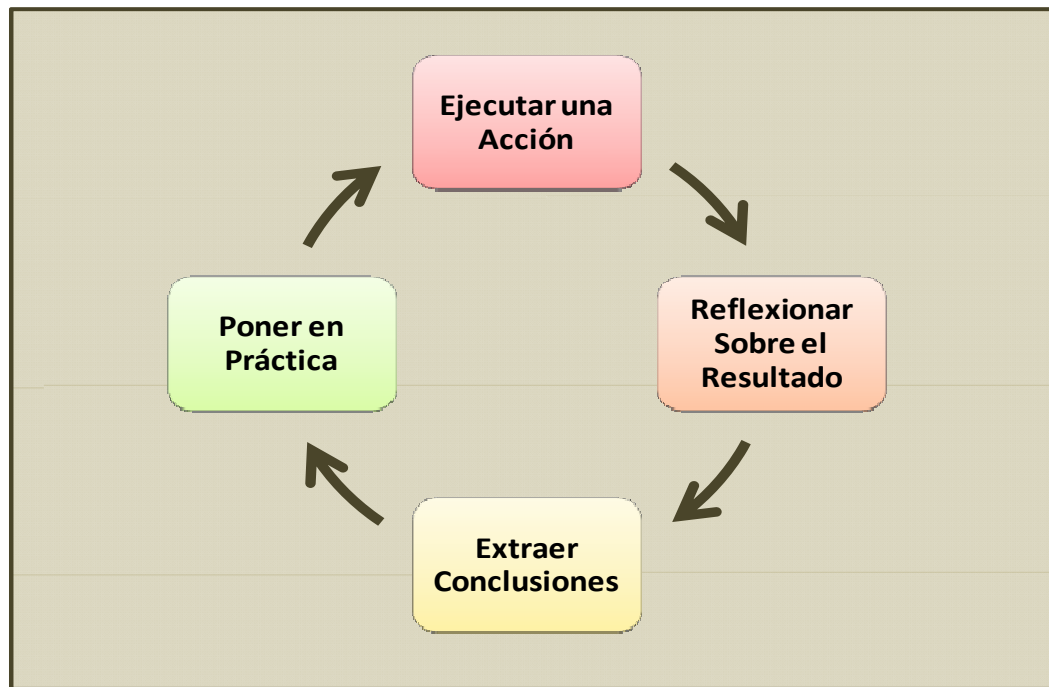 Ejecutar una
Acción
Reflexionar
Sobre el
Resultado
Extraer
Conclusiones
Poner en
Práctica